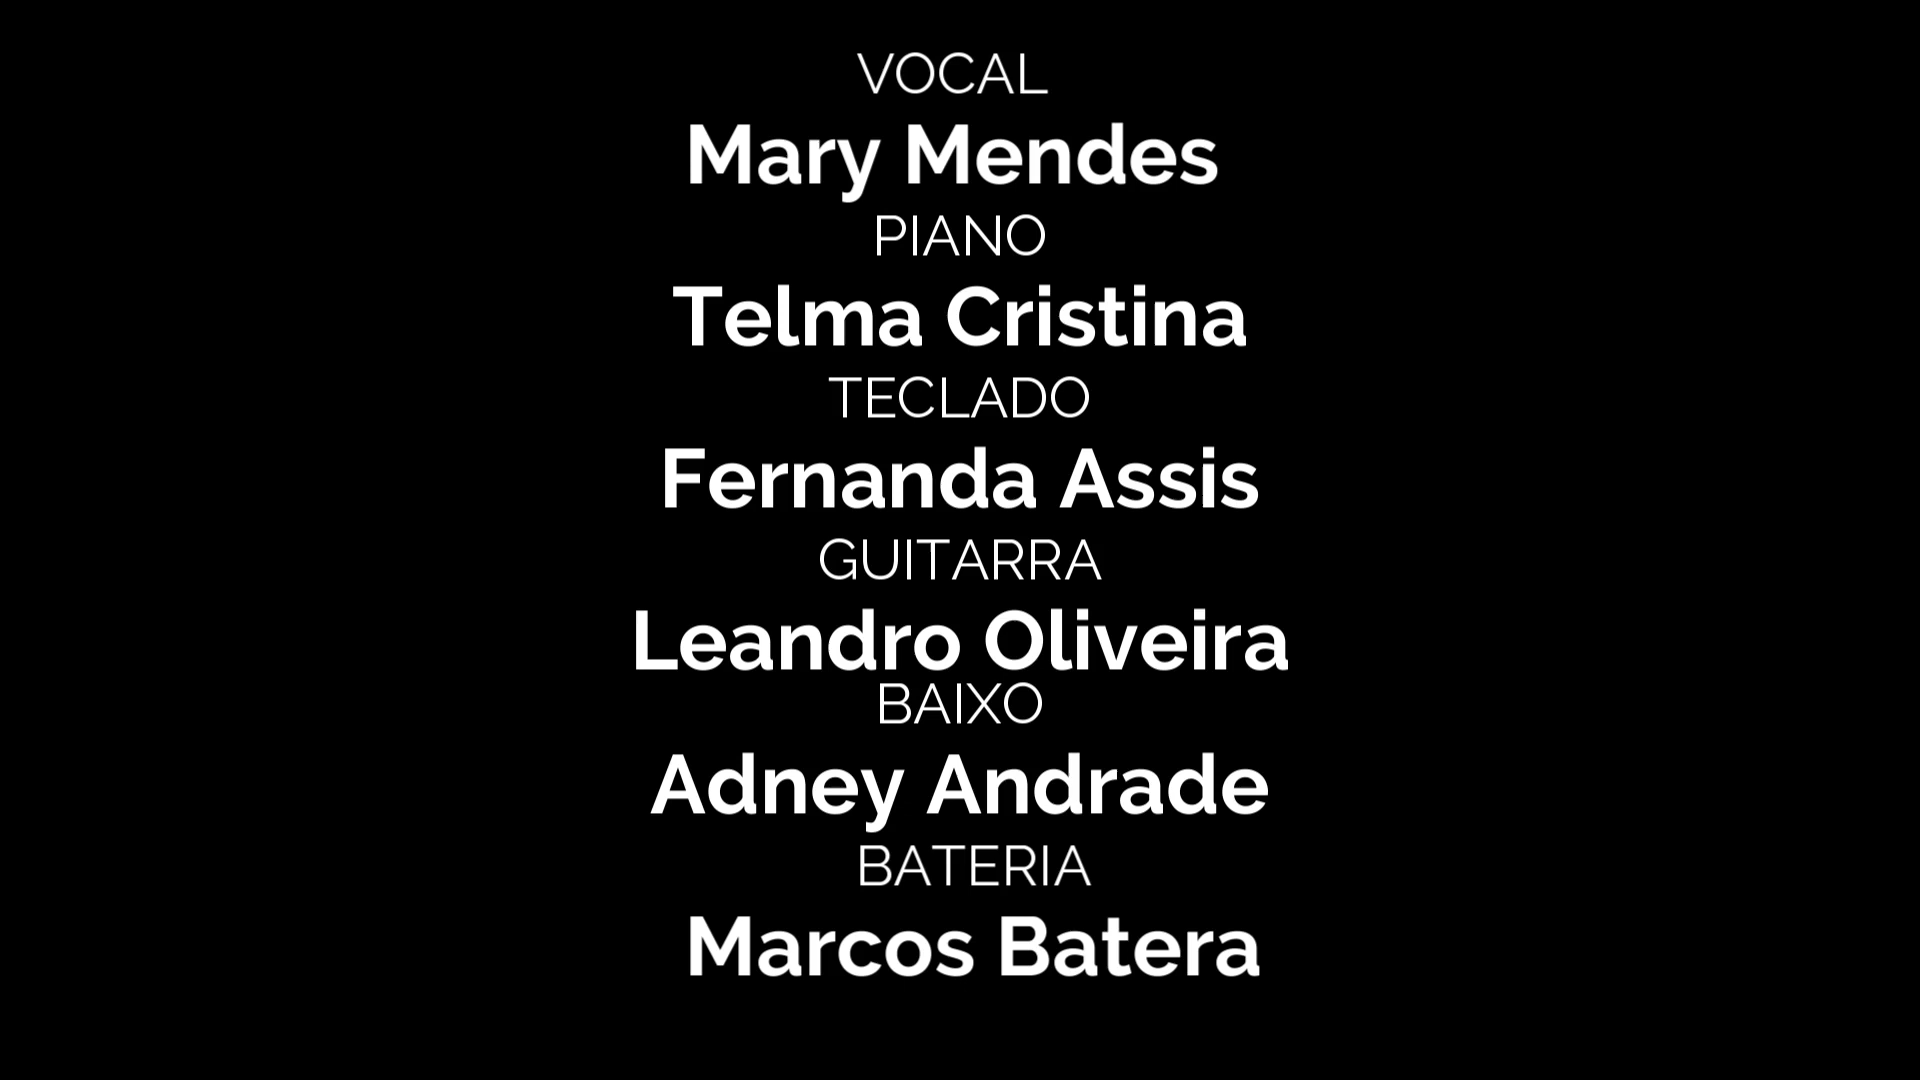 VOCAL
Mary Mendes
PIANO
Telma Cristina
TECLADO
Fernanda Assis
GUITARRA
Leandro Oliveira
BAIXO
Adney Andrade
BATERIA
Marcos Batera